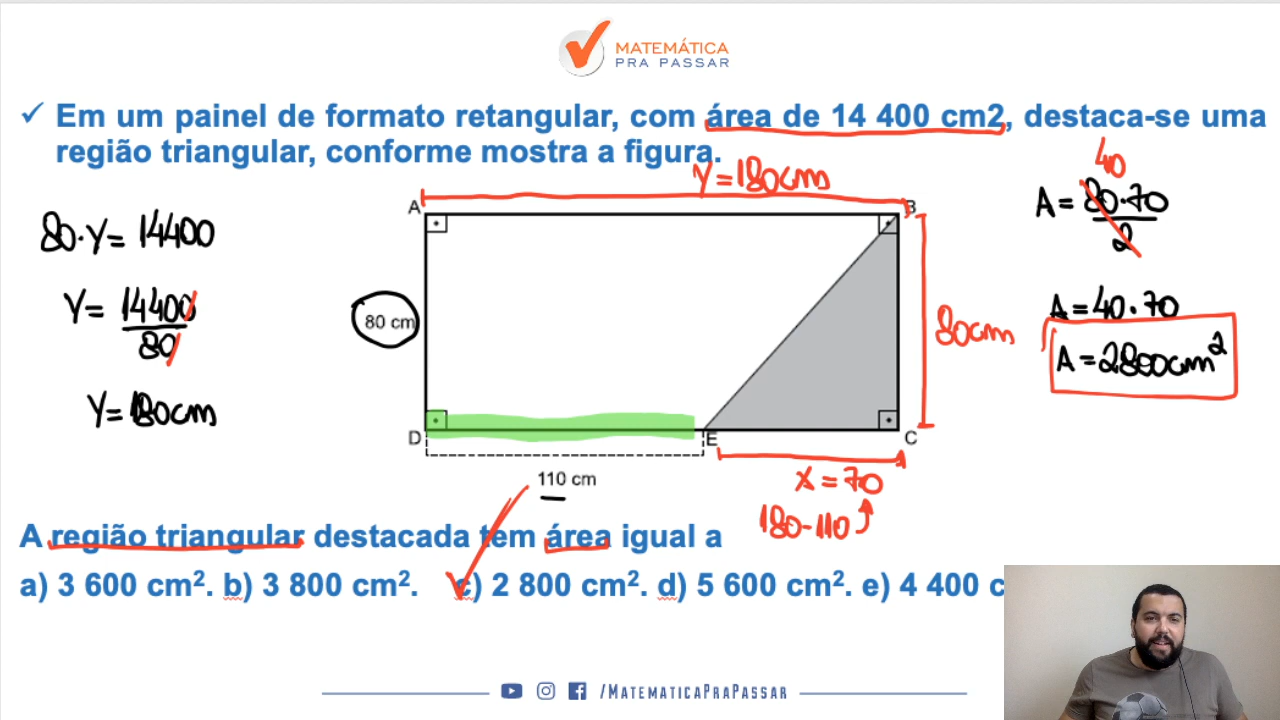 MATEMÁTICA
PRA PASSAR
✓ Em um painel de formato retangular, com área de 14 400 cm2, destaca-se uma
região triangular, conforme mostra a figura.
80·Y = 14400
Y = 14400
80
Y = 180cm
Y = 180cm
A
B
80 cm
80cm
D
E
C
110 cm
X = 70
180-110
40
A = 80·70
2
A = 40·70
A = 2800cm²
A região triangular destacada tem área igual a
a) 3 600 cm². b) 3 800 cm². c) 2 800 cm². d) 5 600 cm². e) 4 400 c
/MATEMATICAPRAPASSAR